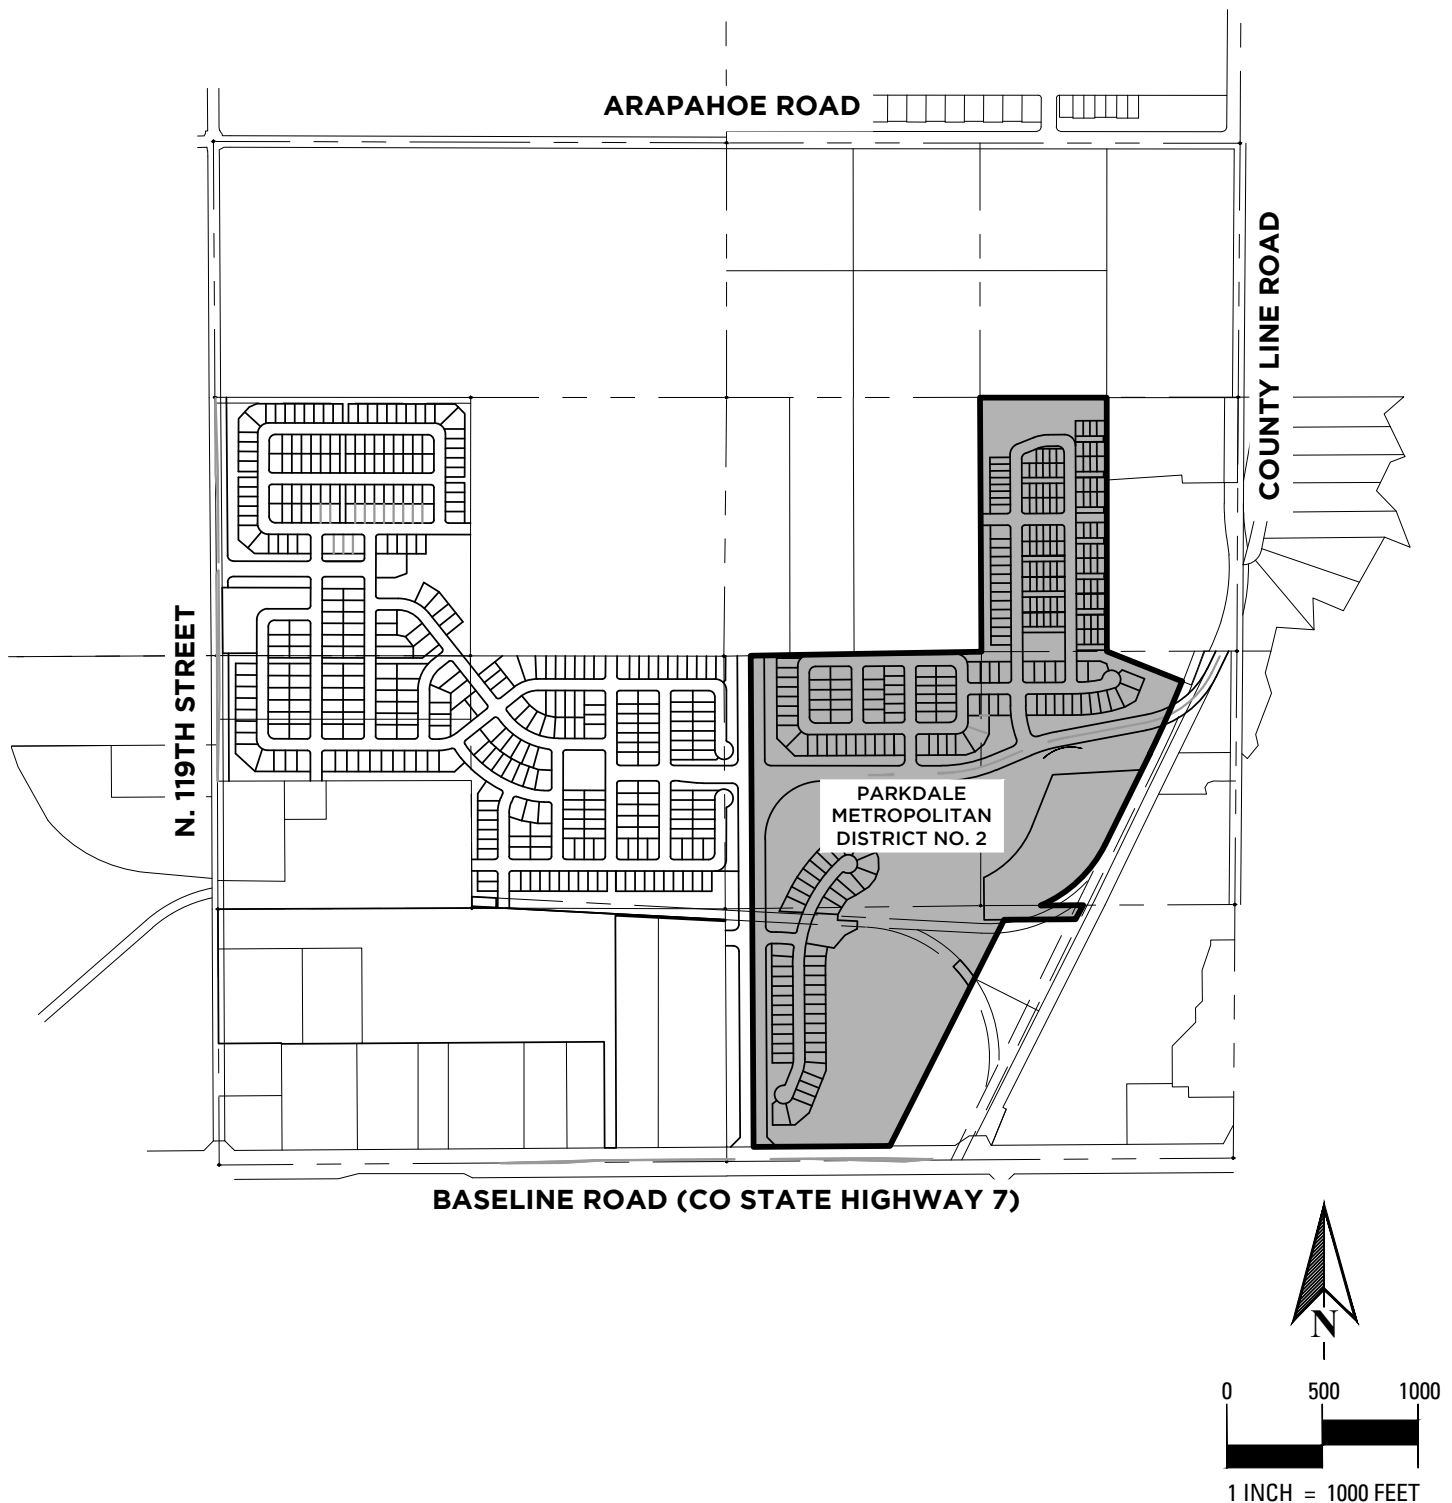 ARAPAHOE ROAD
COUNTY LINE ROAD
N. 119TH STREET
PARKDALE
METROPOLITAN
DISTRICT NO. 2
BASELINE ROAD (CO STATE HIGHWAY 7)
N
0 500 1000
1 INCH = 1000 FEET